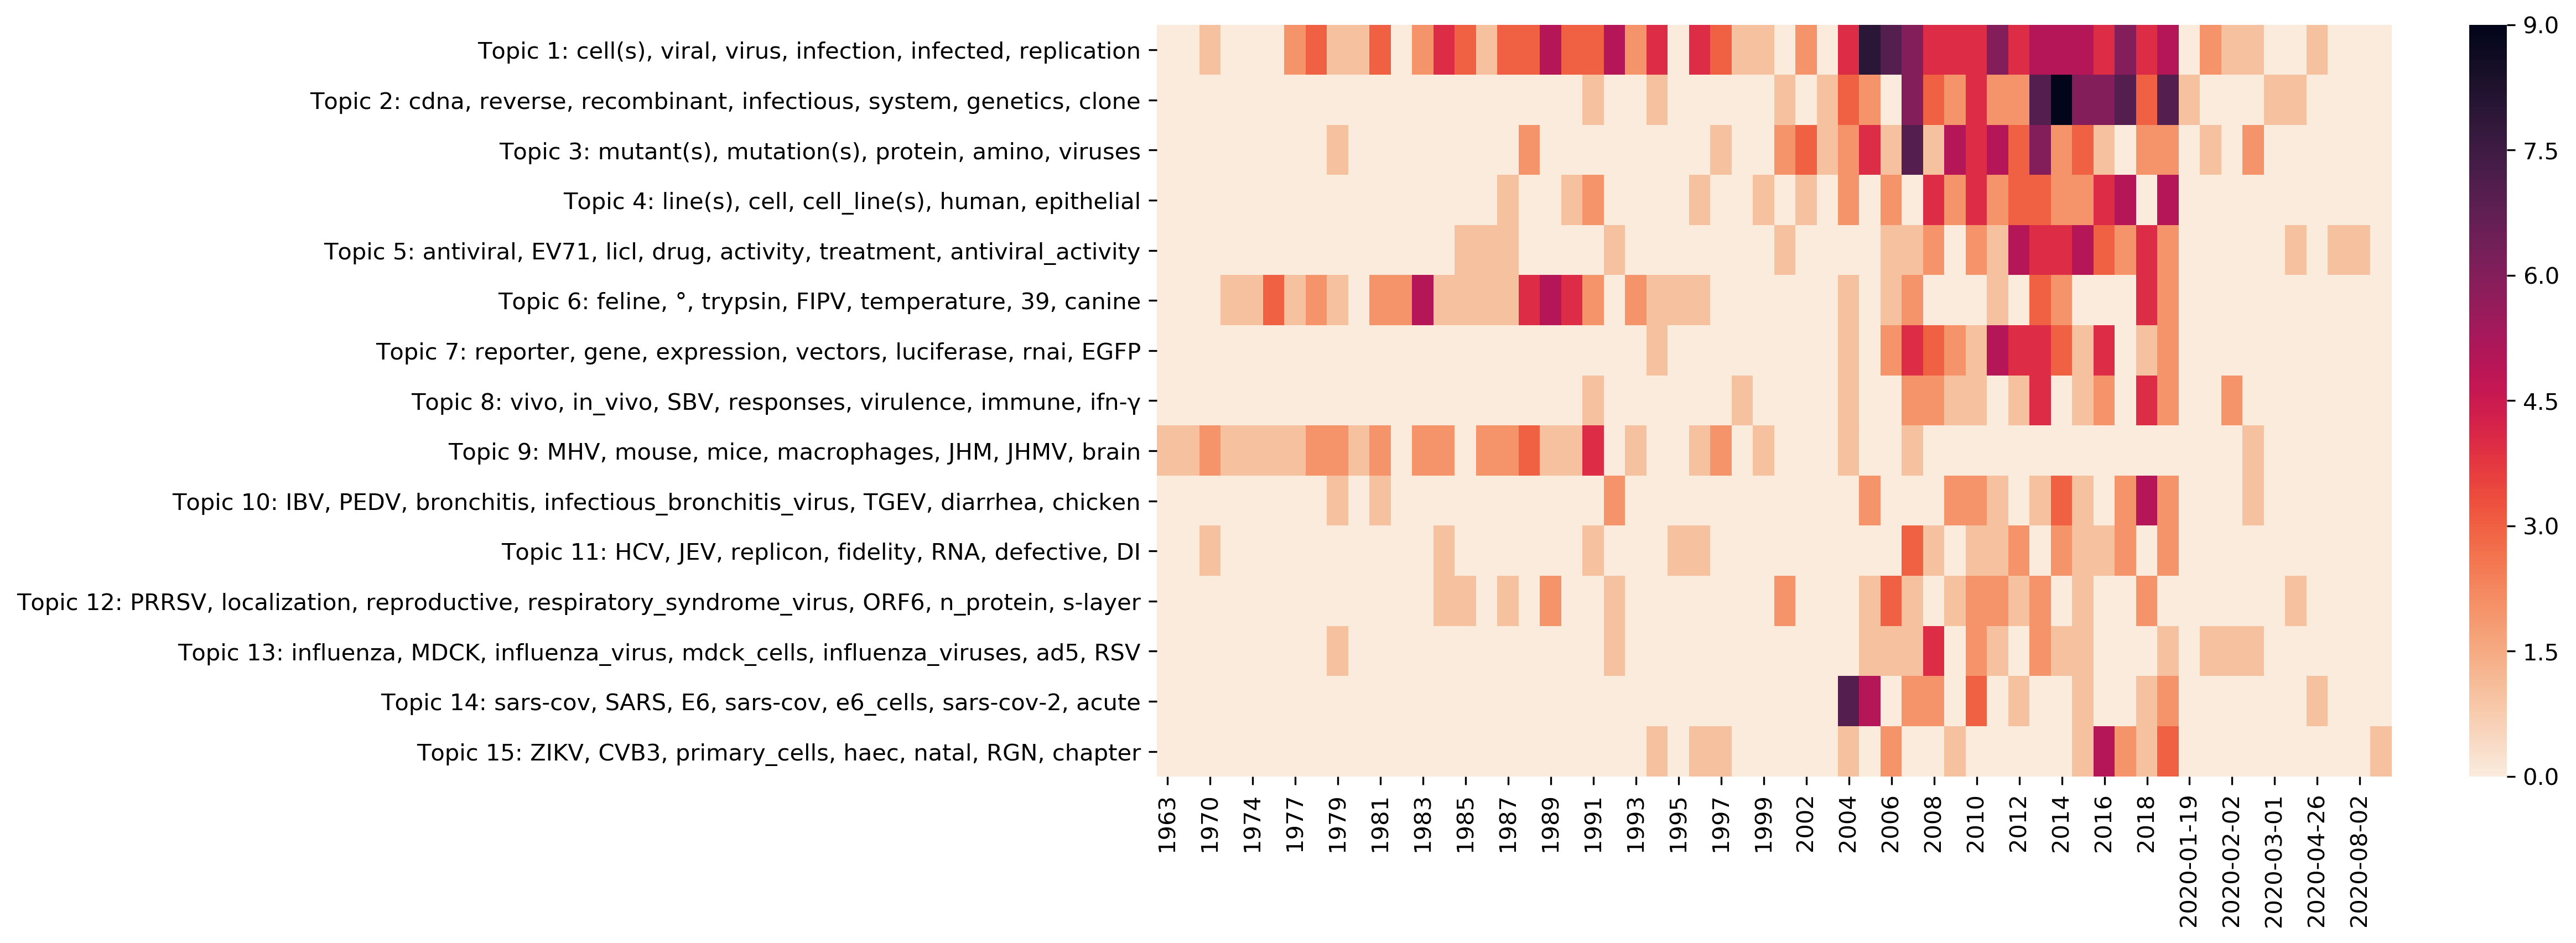 Topic 1: cell(s), viral, virus, infection, infected, replication
Topic 2: cdna, reverse, recombinant, infectious, system, genetics, clone
Topic 3: mutant(s), mutation(s), protein, amino, viruses
Topic 4: line(s), cell, cell_line(s), human, epithelial
Topic 5: antiviral, EV71, licl, drug, activity, treatment, antiviral_activity
Topic 6: feline, °, trypsin, FIPV, temperature, 39, canine
Topic 7: reporter, gene, expression, vectors, luciferase, rnai, EGFP
Topic 8: vivo, in_vivo, SBV, responses, virulence, immune, ifn-γ
Topic 9: MHV, mouse, mice, macrophages, JHM, JHMV, brain
Topic 10: IBV, PEDV, bronchitis, infectious_bronchitis_virus, TGEV, diarrhea, chicken
Topic 11: HCV, JEV, replicon, fidelity, RNA, defective, DI
Topic 12: PRRSV, localization, reproductive, respiratory_syndrome_virus, ORF6, n_protein, s-layer
Topic 13: influenza, MDCK, influenza_virus, mdck_cells, influenza_viruses, ad5, RSV
Topic 14: sars-cov, SARS, E6, sars-cov, e6_cells, sars-cov-2, acute
Topic 15: ZIKV, CVB3, primary_cells, haec, natal, RGN, chapter
1963
1970
1974
1977
1979
1981
1983
1985
1987
1989
1991
1993
1995
1997
1999
2002
2004
2006
2008
2010
2012
2014
2016
2018
2020-01-19
2020-02-02
2020-03-01
2020-04-26
2020-08-02
9.0
7.5
6.0
4.5
3.0
1.5
0.0